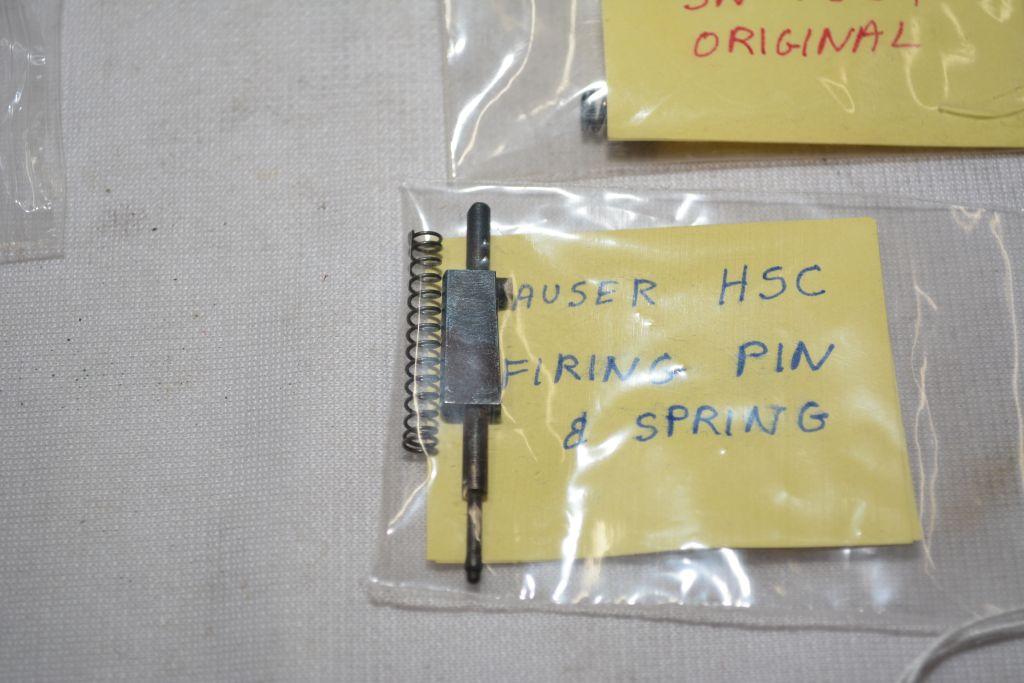 ORIGINAL
AUSER HSC
FIRING PIN
& SPRING